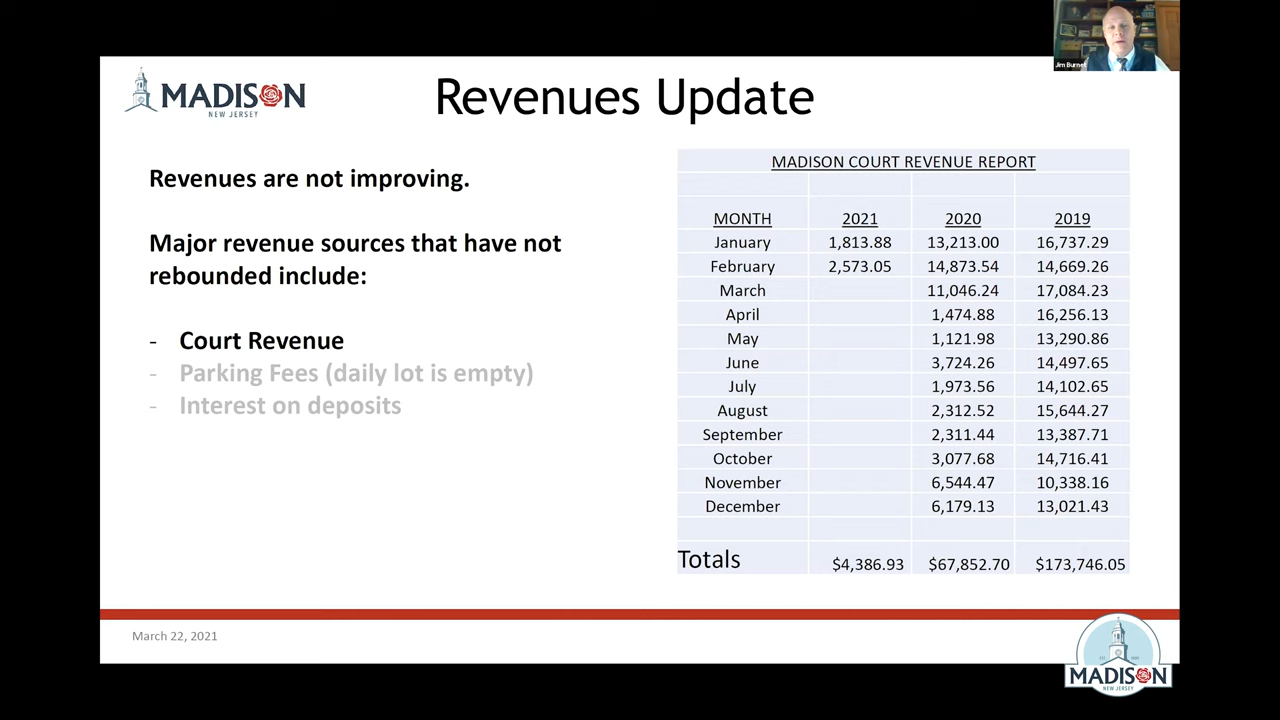 Jim Burnet
MADISON
NEW JERSEY
Revenues Update
Revenues are not improving.
Major revenue sources that have not
rebounded include:
- Court Revenue
- Parking Fees (daily lot is empty)
- Interest on deposits
MADISON COURT REVENUE REPORT
MONTH 2021 2020 2019
January 1,813.88 13,213.00 16,737.29
February 2,573.05 14,873.54 14,669.26
March 11,046.24 17,084.23
April 1,474.88 16,256.13
May 1,121.98 13,290.86
June 3,724.26 14,497.65
July 1,973.56 14,102.65
August 2,312.52 15,644.27
September 2,311.44 13,387.71
October 3,077.68 14,716.41
November 6,544.47 10,338.16
December 6,179.13 13,021.43
Totals $4,386.93 $67,852.70 $173,746.05
March 22, 2021
MADISON
NEW JERSEY